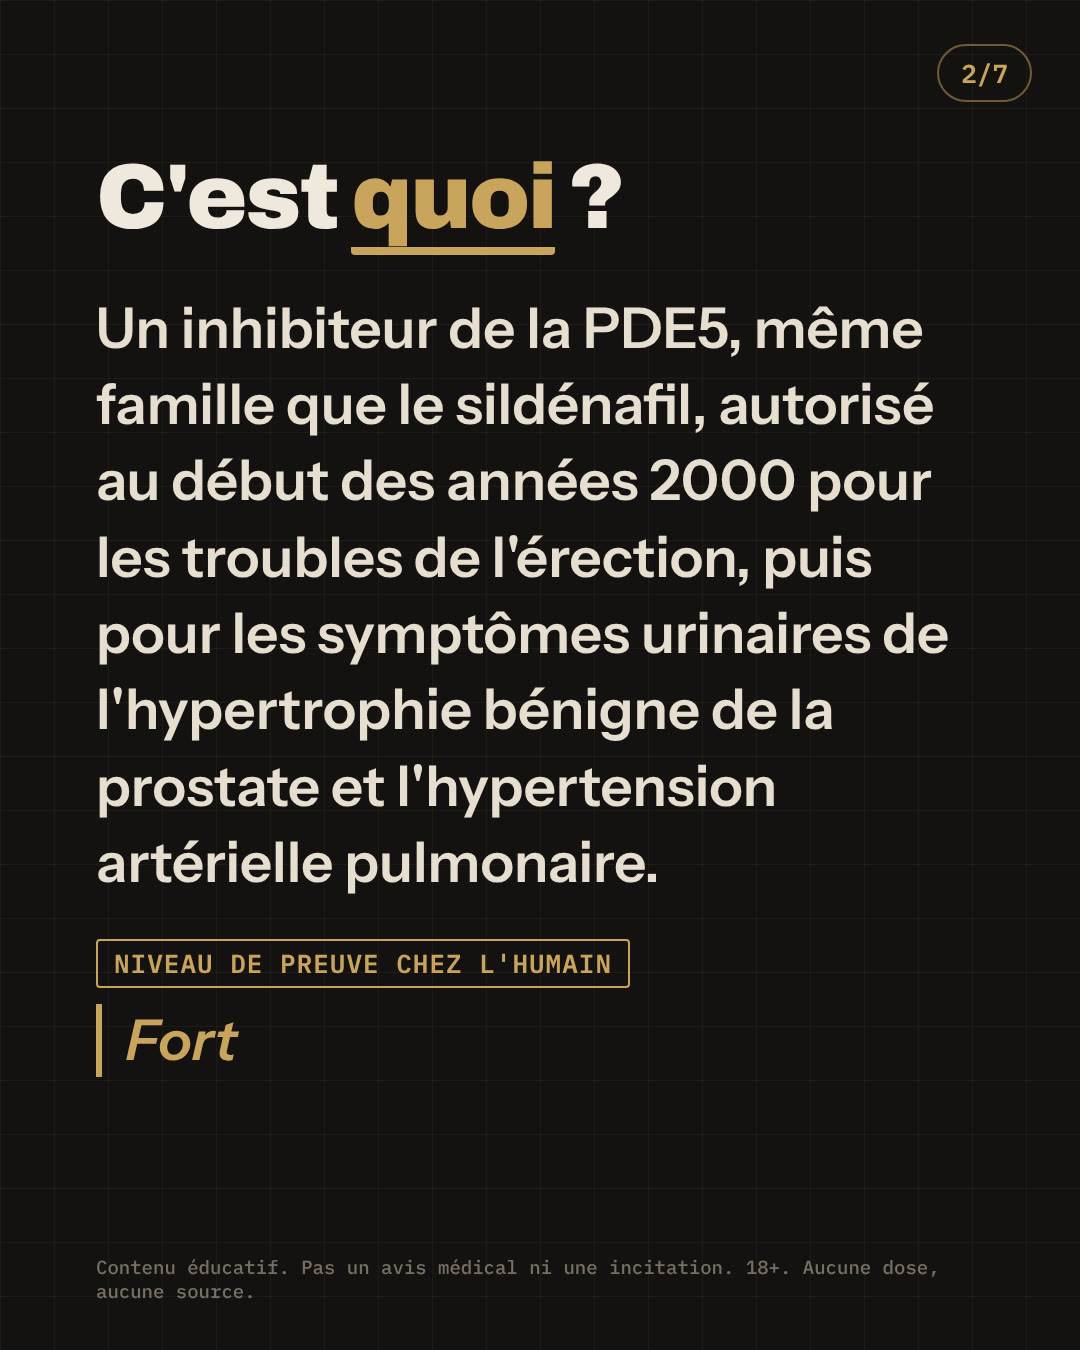 2/7
C'est quoi ?
Un inhibiteur de la PDE5, même
famille que le sildénafil, autorisé
au début des années 2000 pour
les troubles de l'érection, puis
pour les symptômes urinaires de
l'hypertrophie bénigne de la
prostate et l'hypertension
artérielle pulmonaire.
NIVEAU DE PREUVE CHEZ L'HUMAIN
Fort
Contenu éducatif. Pas un avis médical ni une incitation. 18+. Aucune dose,
aucune source.